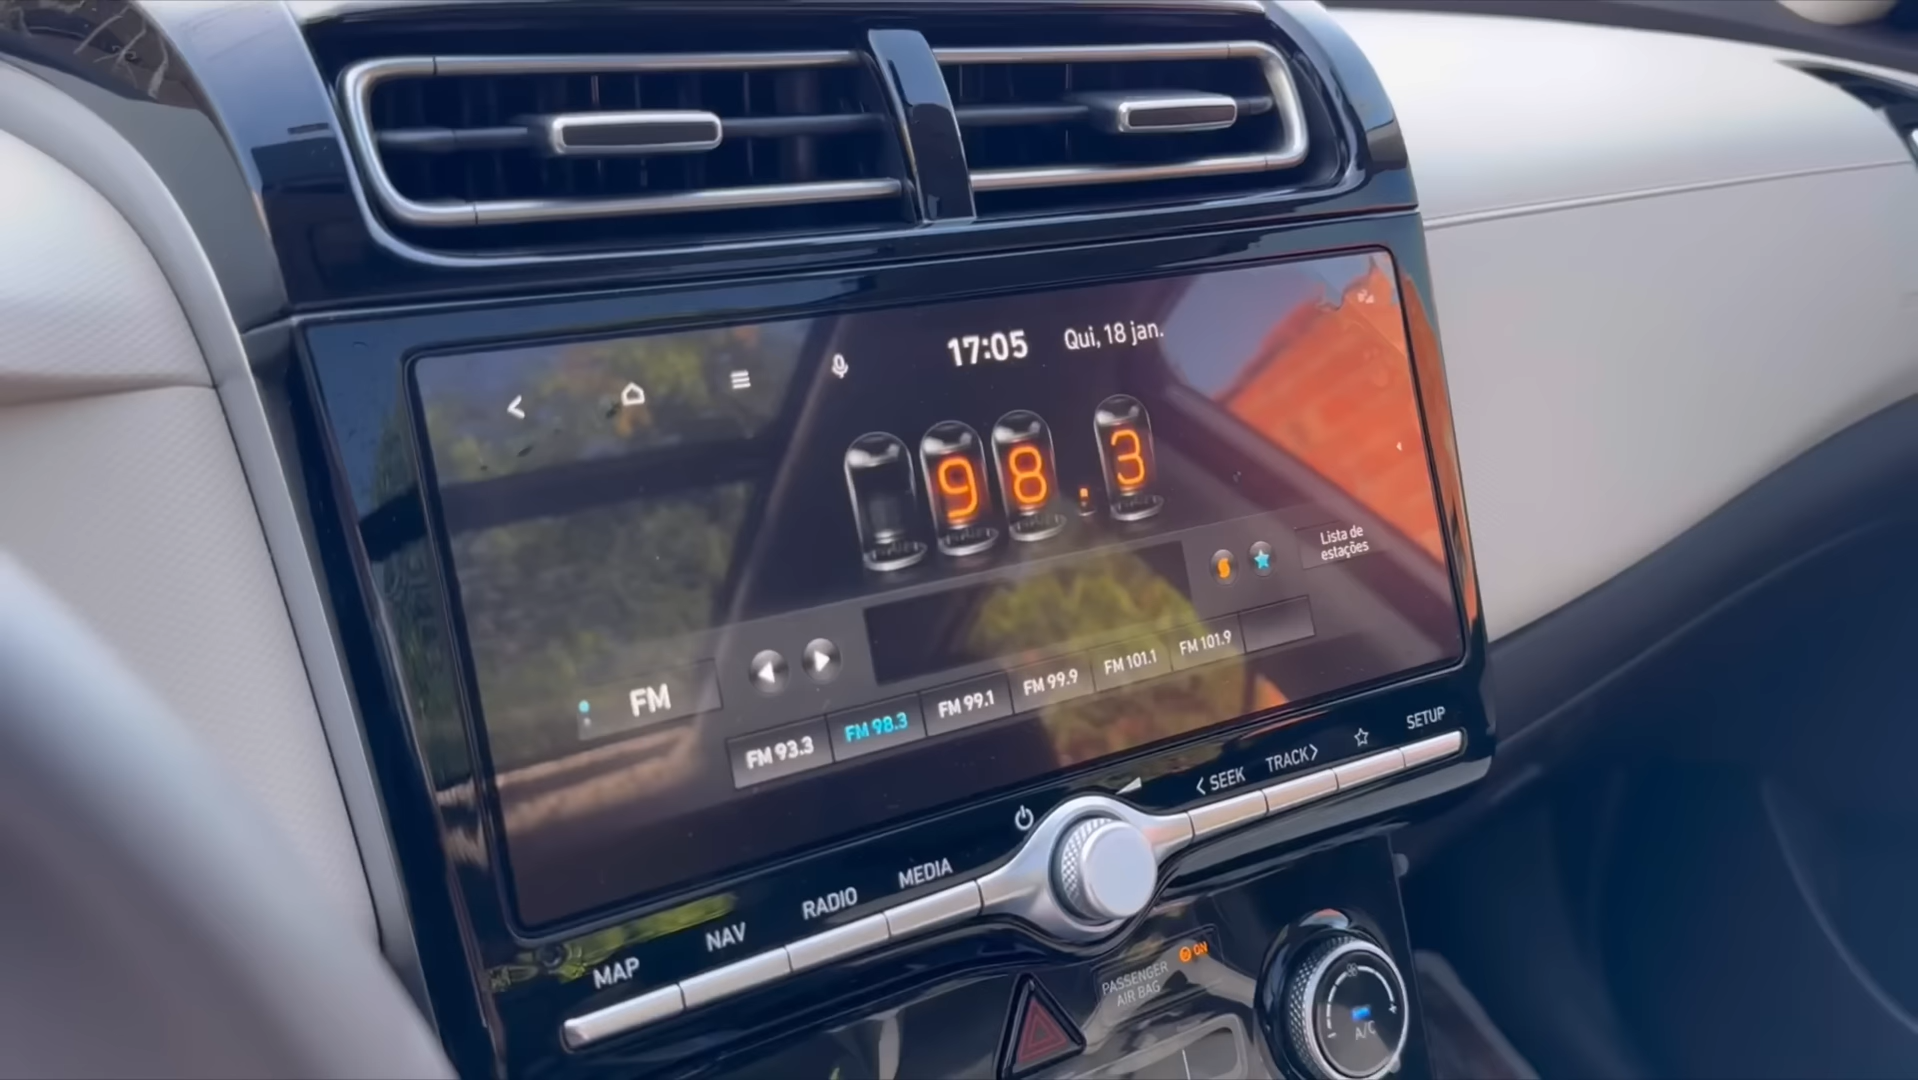 17:05
Qui, 18 jan.
98.3
Lista de
estações
FM
FM 93.3
FM 98.3
FM 99.1
FM 99.9
FM 101.1
FM 101.9
MAP
NAV
RADIO
MEDIA
< SEEK
TRACK >
SETUP
PASSENGER
AIR BAG
ON
A/C